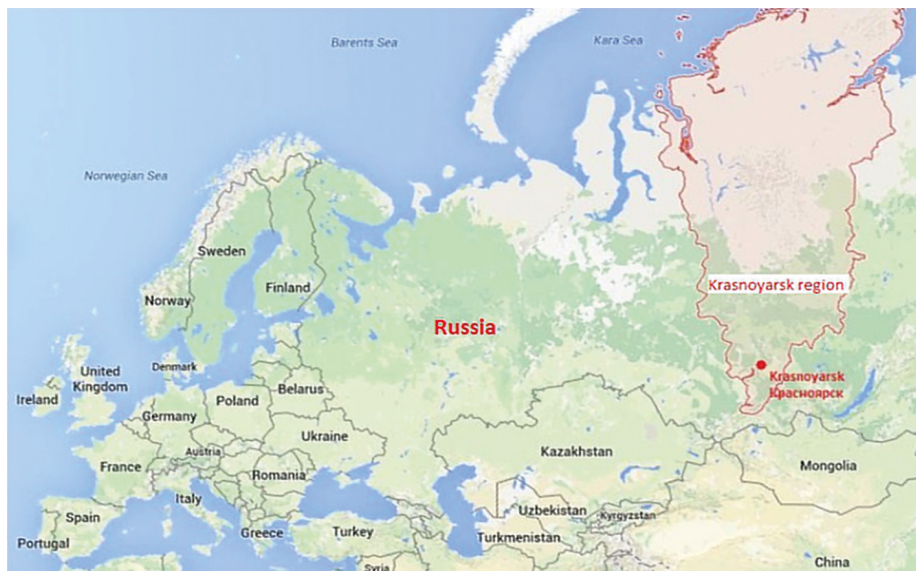 Barents Sea
Kara Sea
Norwegian Sea
Sweden
Finland
Norway
Krasnoyarsk region
Russia
United
Kingdom
Ireland
Denmark
Belarus
Poland
Germany
Krasnoyarsk
Красноярск
Ukraine
Austria
France
Romania
Kazakhstan
Mongolia
Italy
Spain
Portugal
Greece
Turkey
Uzbekistan
Kyrgyzstan
Turkmenistan
Syria
China